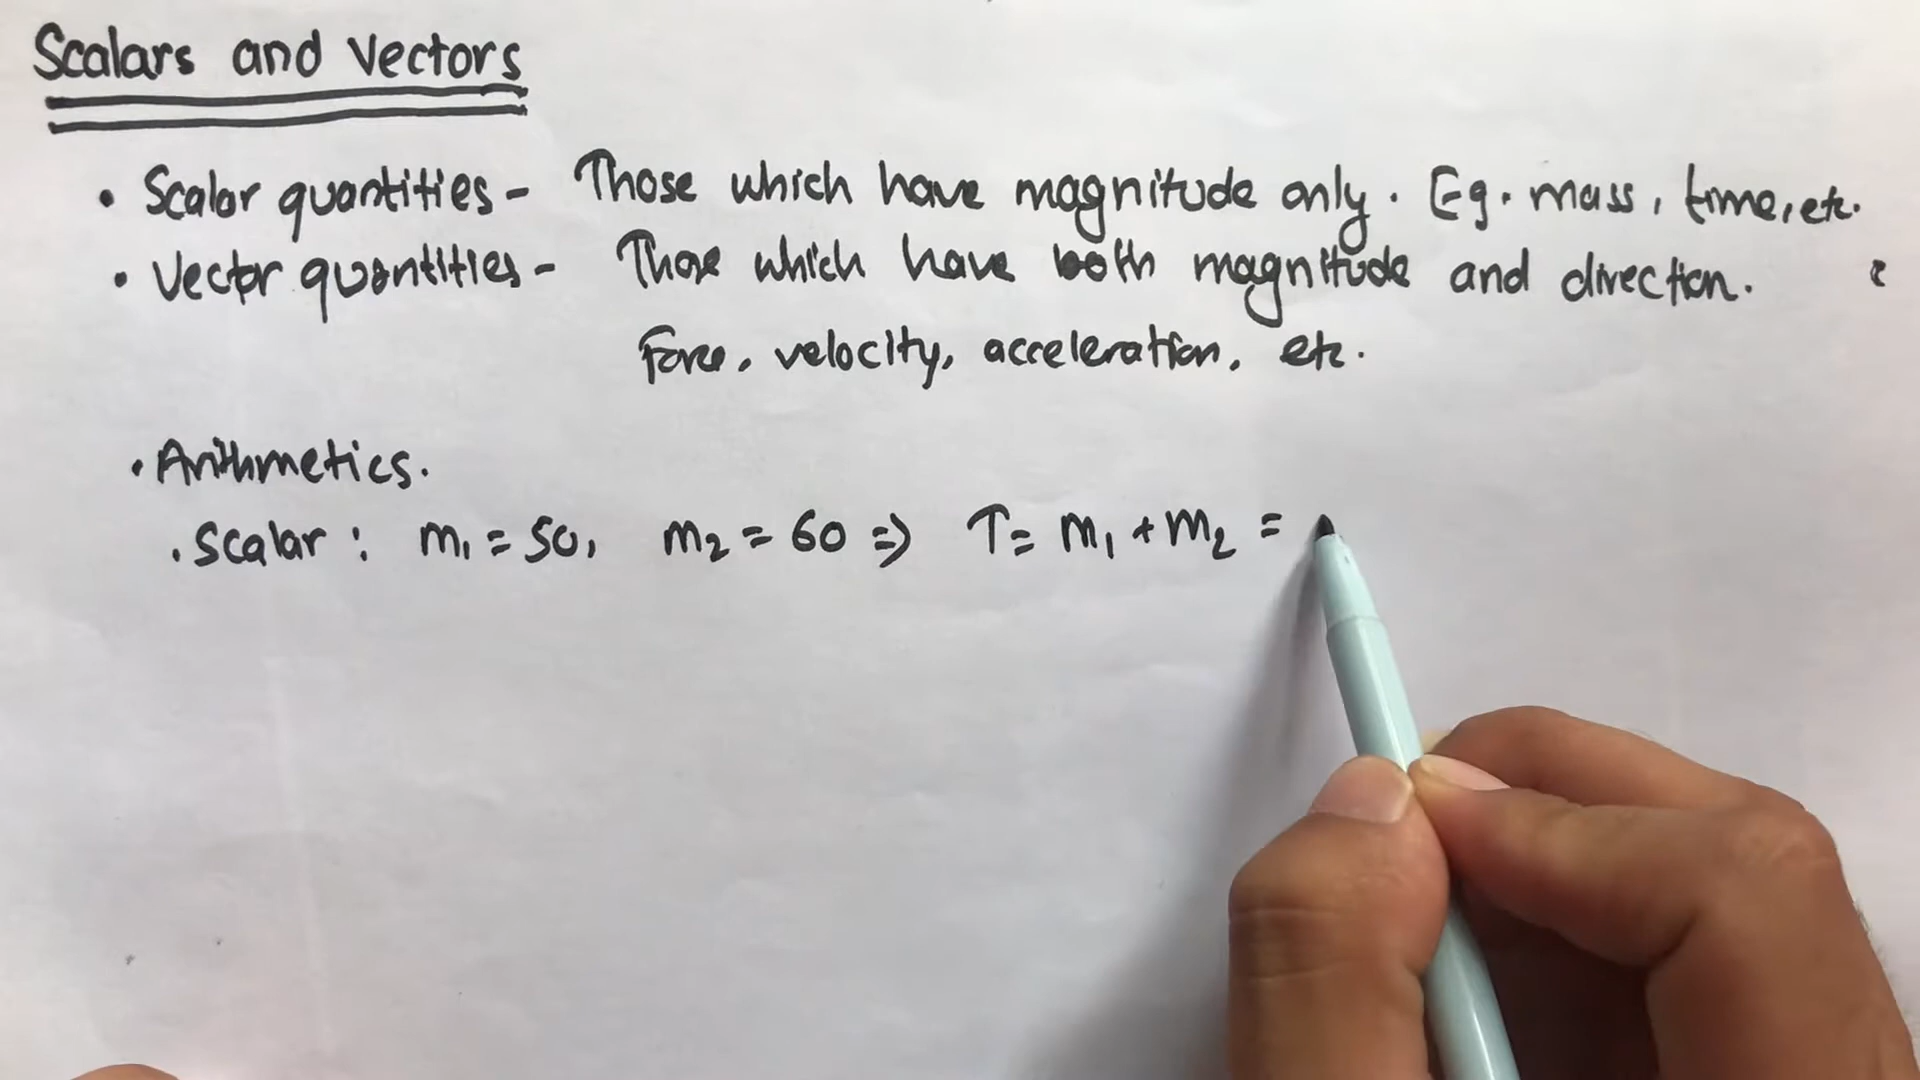 Scalars and Vectors
• Scalar quantities - Those which have magnitude only. Eg. mass, time, etc.
• Vector quantities - Those which have both magnitude and direction.
Force, velocity, acceleration, etc.
• Arithmetics.
• Scalar : m₁ = 50, m₂ = 60 => T = m₁ + m₂ =